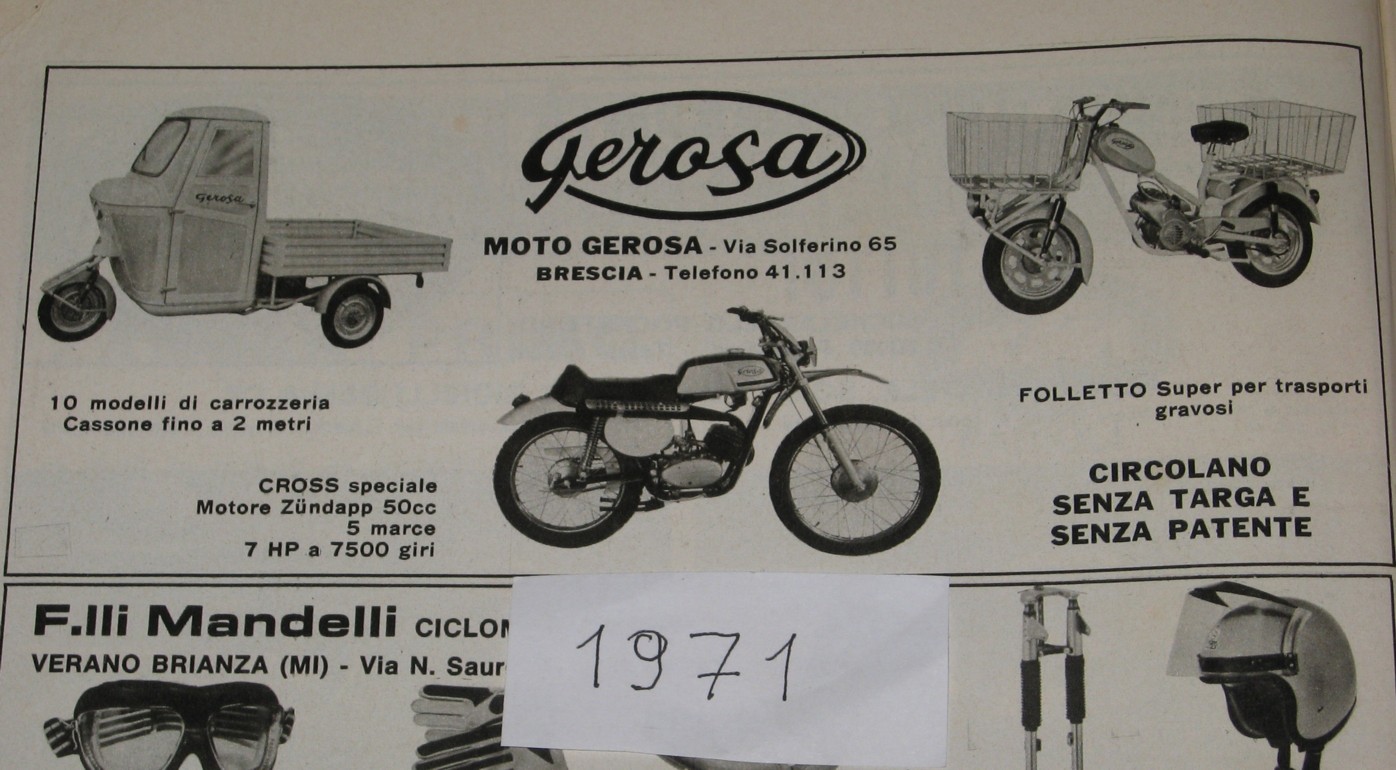 gerosa
MOTO GEROSA - Via Solferino 65
BRESCIA - Telefono 41.113
Gerosa
10 modelli di carrozzeria
Cassone fino a 2 metri
CROSS speciale
Motore Zündapp 50cc
5 marce
7 HP a 7500 giri
FOLLETTO Super per trasporti
gravosi
CIRCOLANO
SENZA TARGA E
SENZA PATENTE
F.lli Mandelli
VERANO BRIANZA (MI) - Via N.
1971